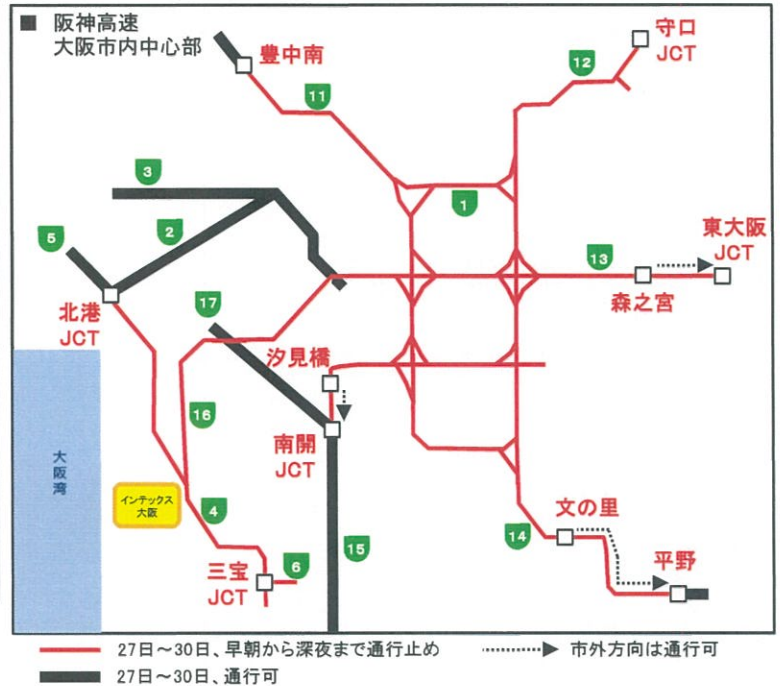 阪神高速
大阪市内中心部
豊中南
守口
JCT
12
11
3
1
5
2
東大阪
JCT
13
森之宮
北港
JCT
17
汐見橋
16
南開
JCT
大阪湾
インテックス
大阪
4
文の里
14
15
平野
三宝
JCT
6
27日～30日、早朝から深夜まで通行止め
市外方向は通行可
27日～30日、通行可